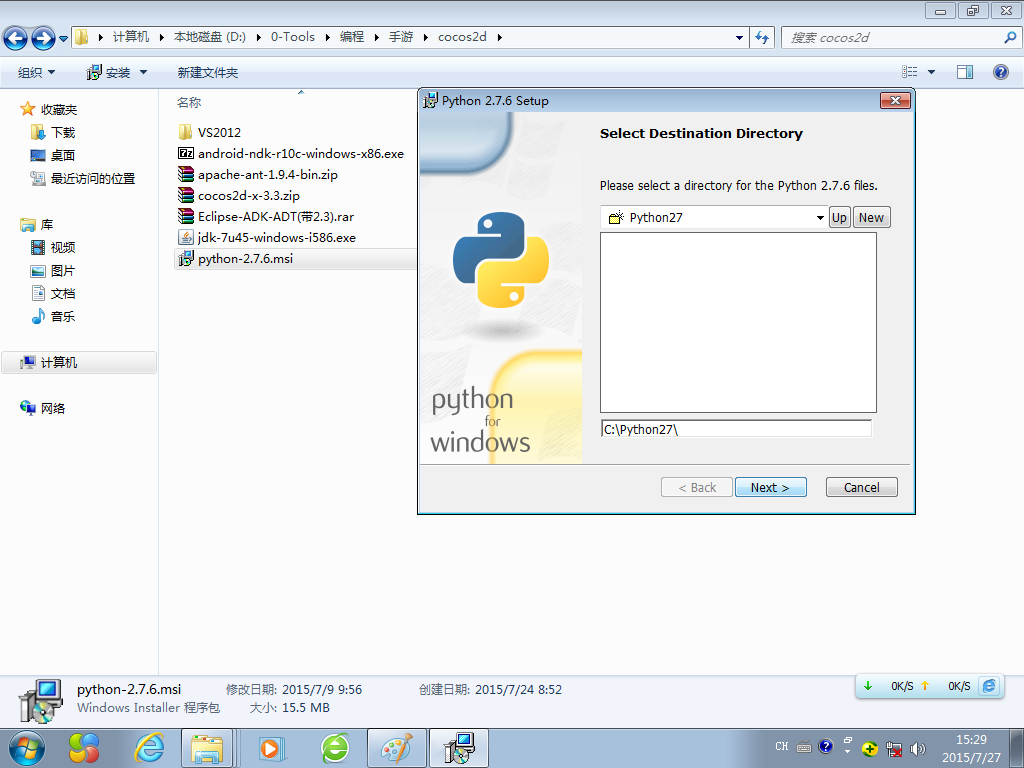 计算机 本地磁盘 (D:) 0-Tools 编程 手游 cocos2d
搜索 cocos2d
组织 安装 新建文件夹
收藏夹
下载
桌面
最近访问的位置
库
视频
图片
文档
音乐
计算机
网络
名称
VS2012
android-ndk-r10c-windows-x86.exe
apache-ant-1.9.4-bin.zip
cocos2d-x-3.3.zip
Eclipse-ADK-ADT(带2.3).rar
jdk-7u45-windows-i586.exe
python-2.7.6.msi
Python 2.7.6 Setup
Select Destination Directory
Please select a directory for the Python 2.7.6 files.
Python27
Up
New
C:\Python27\
python
for
windows
< Back
Next >
Cancel
python-2.7.6.msi 修改日期: 2015/7/9 9:56 创建日期: 2015/7/24 8:52
Windows Installer 程序包 大小: 15.5 MB
0K/S 0K/S
CH
15:29
2015/7/27